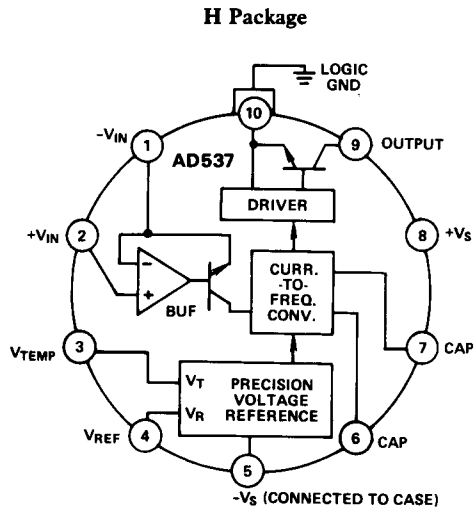 H Package
LOGIC
GND
10
-VIN
1
AD537
9
OUTPUT
DRIVER
+VIN
2
8
+VS
-
+
BUF
CURR.
-TO-
FREQ.
CONV.
7
CAP
VTEMP
3
VT
PRECISION
VOLTAGE
REFERENCE
VR
VREF
4
6
CAP
5
-VS (CONNECTED TO CASE)